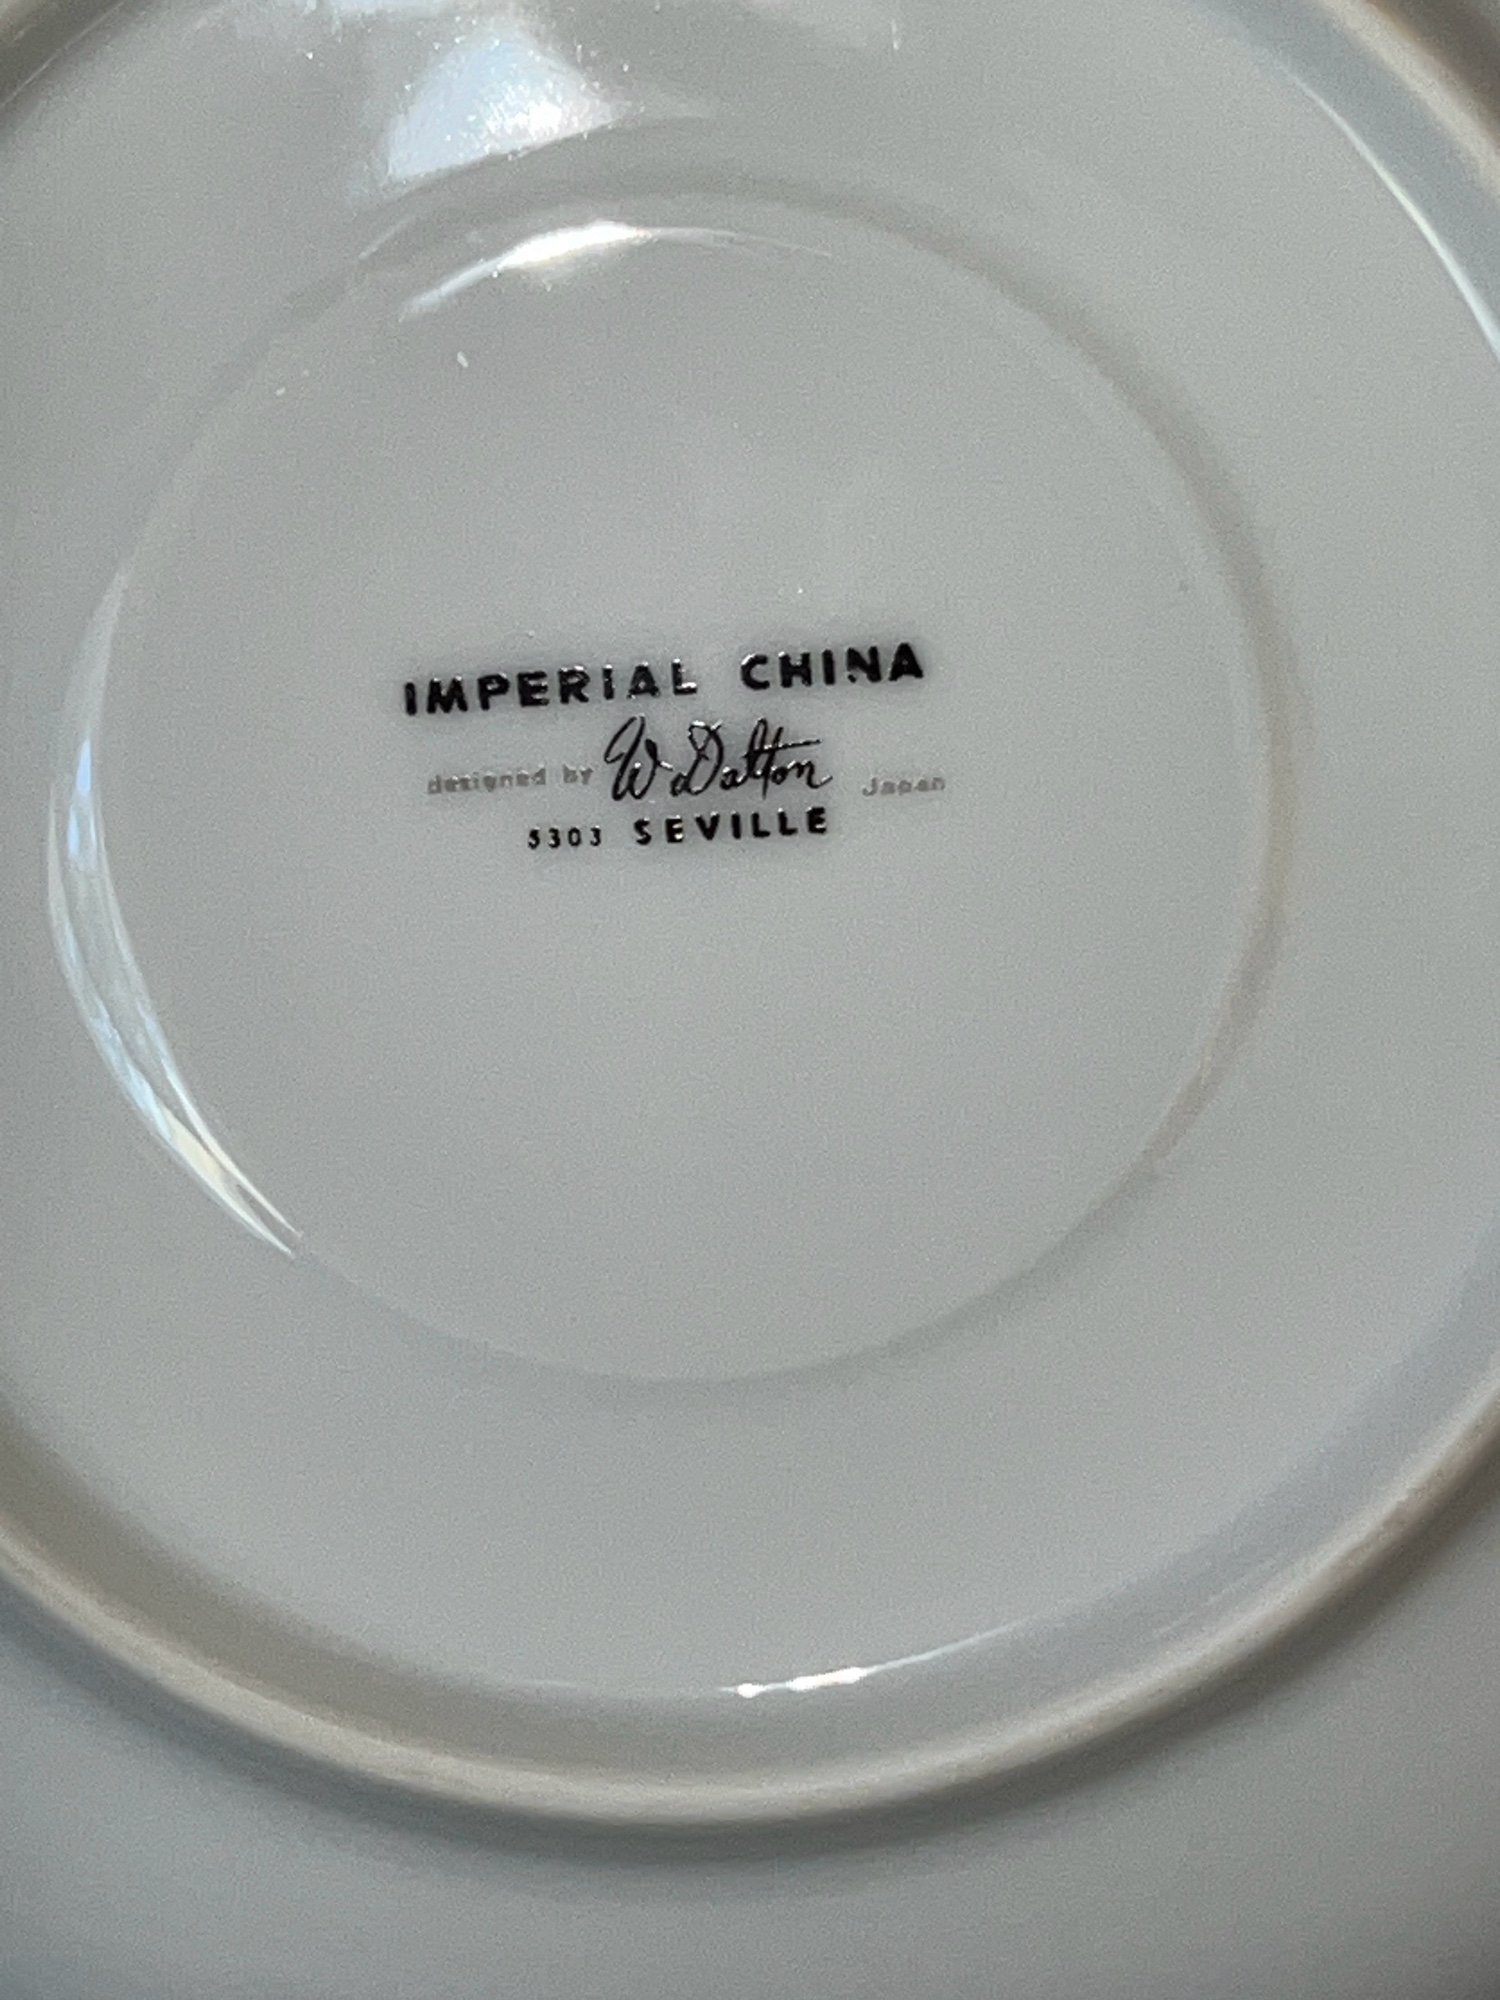 IMPERIAL CHINA
designed by W. Dalton Japan
5303 SEVILLE